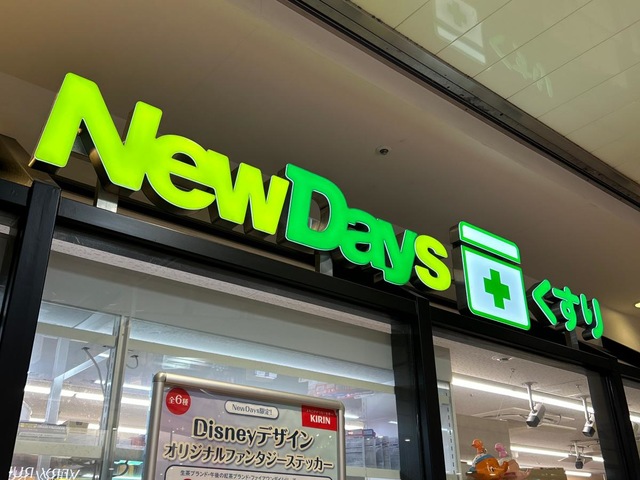 NewDays
くすり
全6種
NewDays限定!
KIRIN
Disneyデザイン
オリジナルファンタジーステッカー